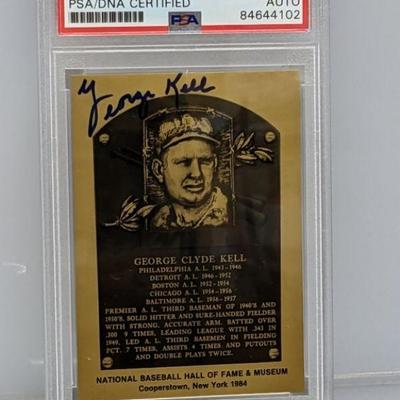 PSA/DNA CERTIFIED AUTO
PSA 84644102
George Kell
GEORGE CLYDE KELL
PHILADELPHIA A. L. 1943-1946
DETROIT A. L. 1946-1952
BOSTON A. L. 1952-1954
CHICAGO A. L. 1954-1956
BALTIMORE A. L. 1956-1957
PREMIER A. L. THIRD BASEMAN OF 1940'S AND
1950'S. SOLID HITTER AND SURE-HANDED FIELDER
WITH STRONG, ACCURATE ARM. BATTED OVER
.300 9 TIMES, LEADING LEAGUE WITH .343 IN
1949. LED A. L. THIRD BASEMEN IN FIELDING
PCT. 7 TIMES, ASSISTS 4 TIMES AND PUTOUTS
AND DOUBLE PLAYS TWICE.
NATIONAL BASEBALL HALL OF FAME & MUSEUM
Cooperstown, New York 1984